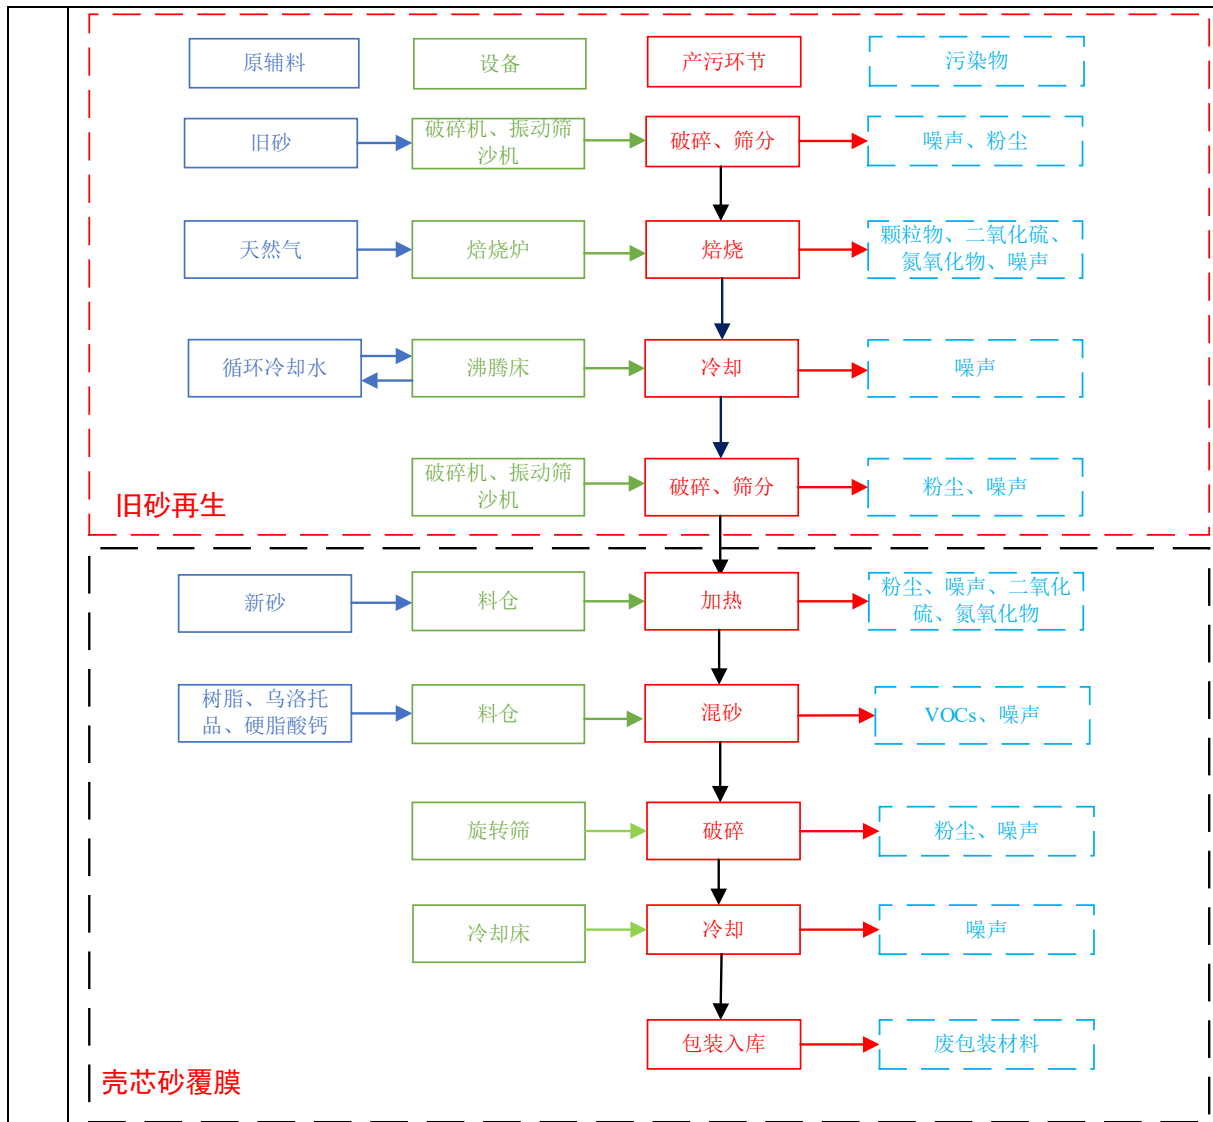 原辅料
设备
产污环节
污染物
旧砂
破碎机、振动筛
沙机
破碎、筛分
噪声、粉尘
天然气
焙烧炉
焙烧
颗粒物、二氧化硫、
氮氧化物、噪声
循环冷却水
沸腾床
冷却
噪声
破碎机、振动筛
沙机
破碎、筛分
粉尘、噪声
旧砂再生
新砂
料仓
加热
粉尘、噪声、二氧化
硫、氮氧化物
树脂、乌洛托
品、硬脂酸钙
料仓
混砂
VOCs、噪声
旋转筛
破碎
粉尘、噪声
冷却床
冷却
噪声
包装入库
废包装材料
壳芯砂覆膜